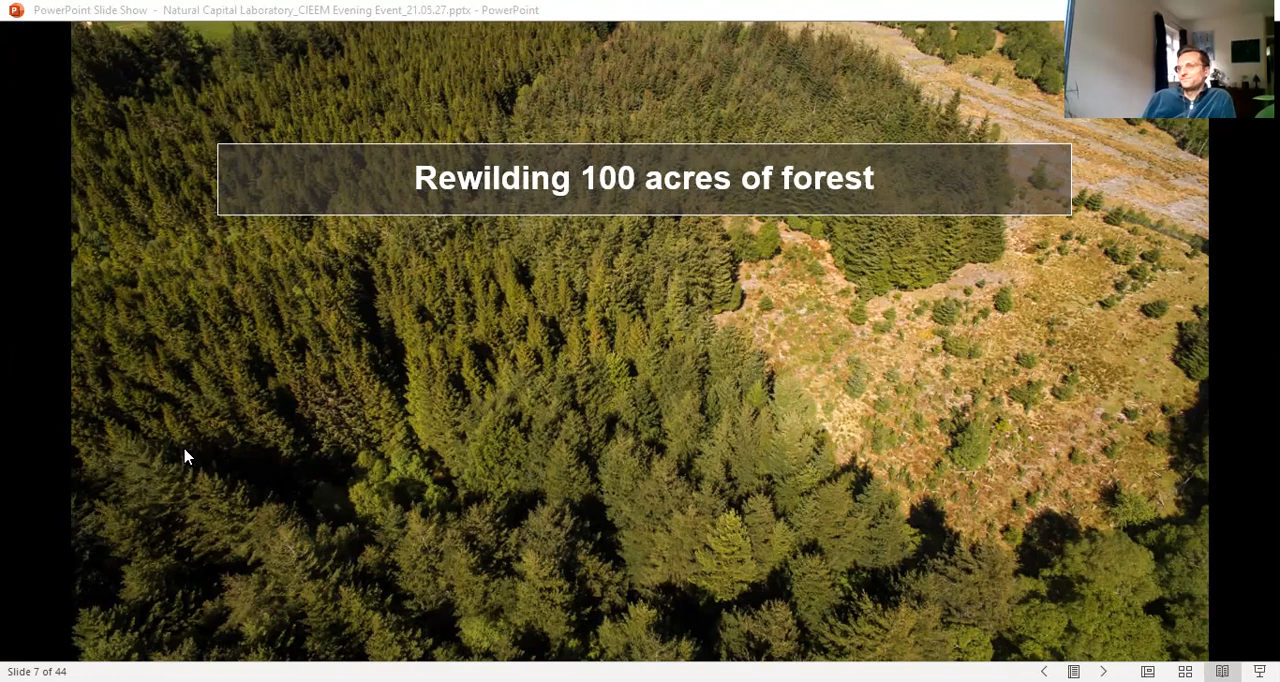 P PowerPoint Slide Show - Natural Capital Laboratory_CIEEM Evening Event_21.05.27.pptx - PowerPoint
Rewilding 100 acres of forest
Slide 7 of 44